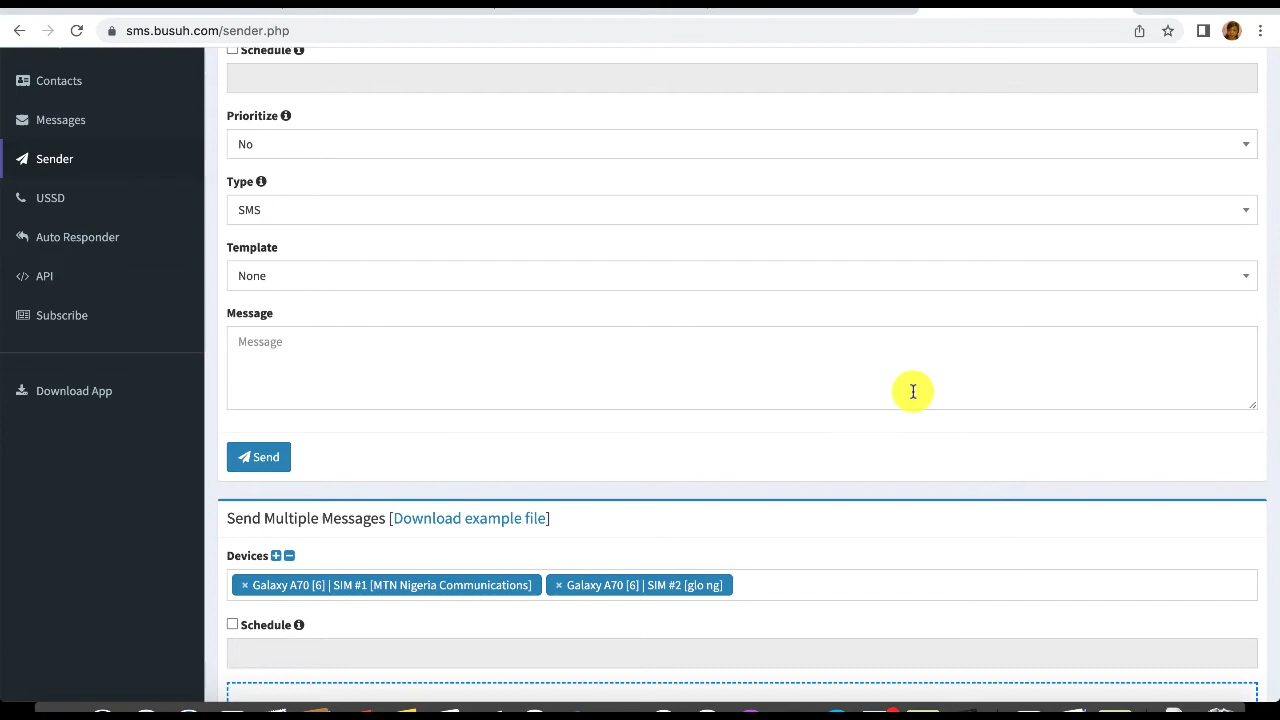 sms.busuh.com/sender.php
Schedule
Contacts
Prioritize
Messages
No
Sender
Type
USSD
SMS
Auto Responder
Template
API
None
Subscribe
Message
Message
Download App
Send
Send Multiple Messages [Download example file]
Devices
× Galaxy A70 [6] | SIM #1 [MTN Nigeria Communications] × Galaxy A70 [6] | SIM #2 [glo ng]
Schedule